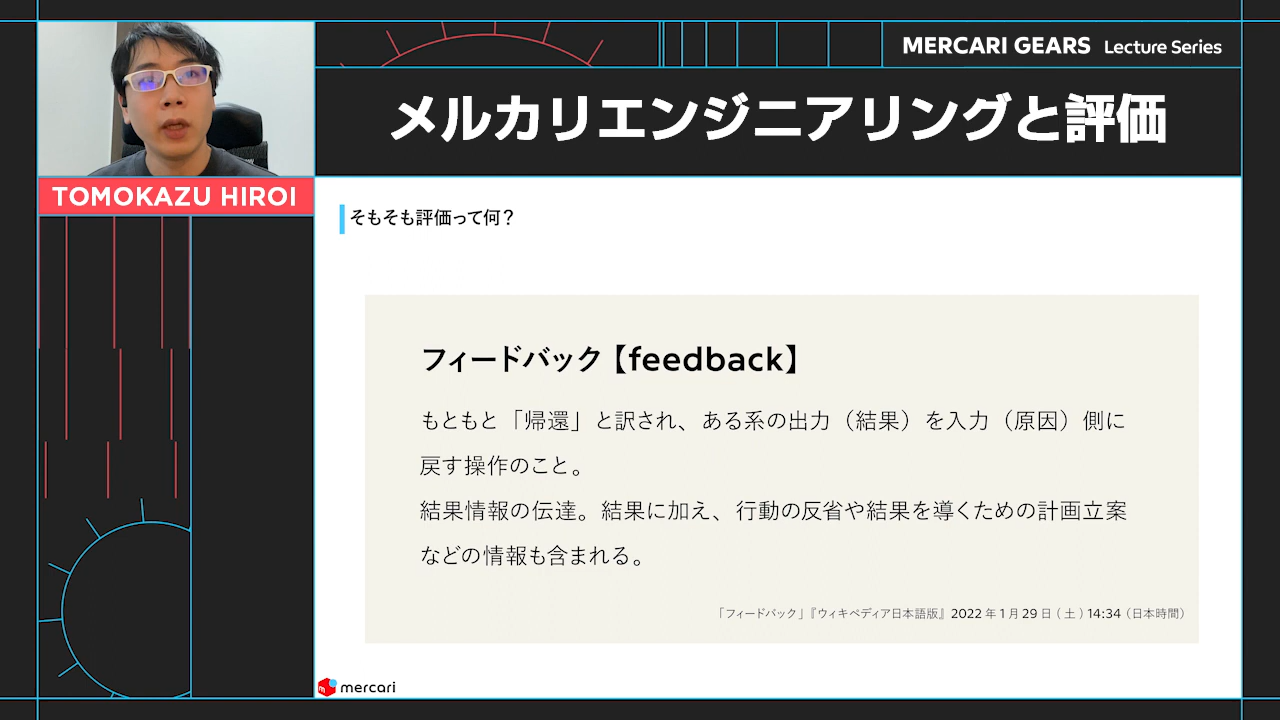 MERCARI GEARS Lecture Series
メルカリエンジニアリングと評価
TOMOKAZU HIROI
そもそも評価って何？
フィードバック【feedback】
もともと「帰還」と訳され、ある系の出力（結果）を入力（原因）側に
戻す操作のこと。
結果情報の伝達。結果に加え、行動の反省や結果を導くための計画立案
などの情報も含まれる。
「フィードバック」『ウィキペディア日本語版』2022 年 1 月 29 日（土）14:34（日本時間）
mercari